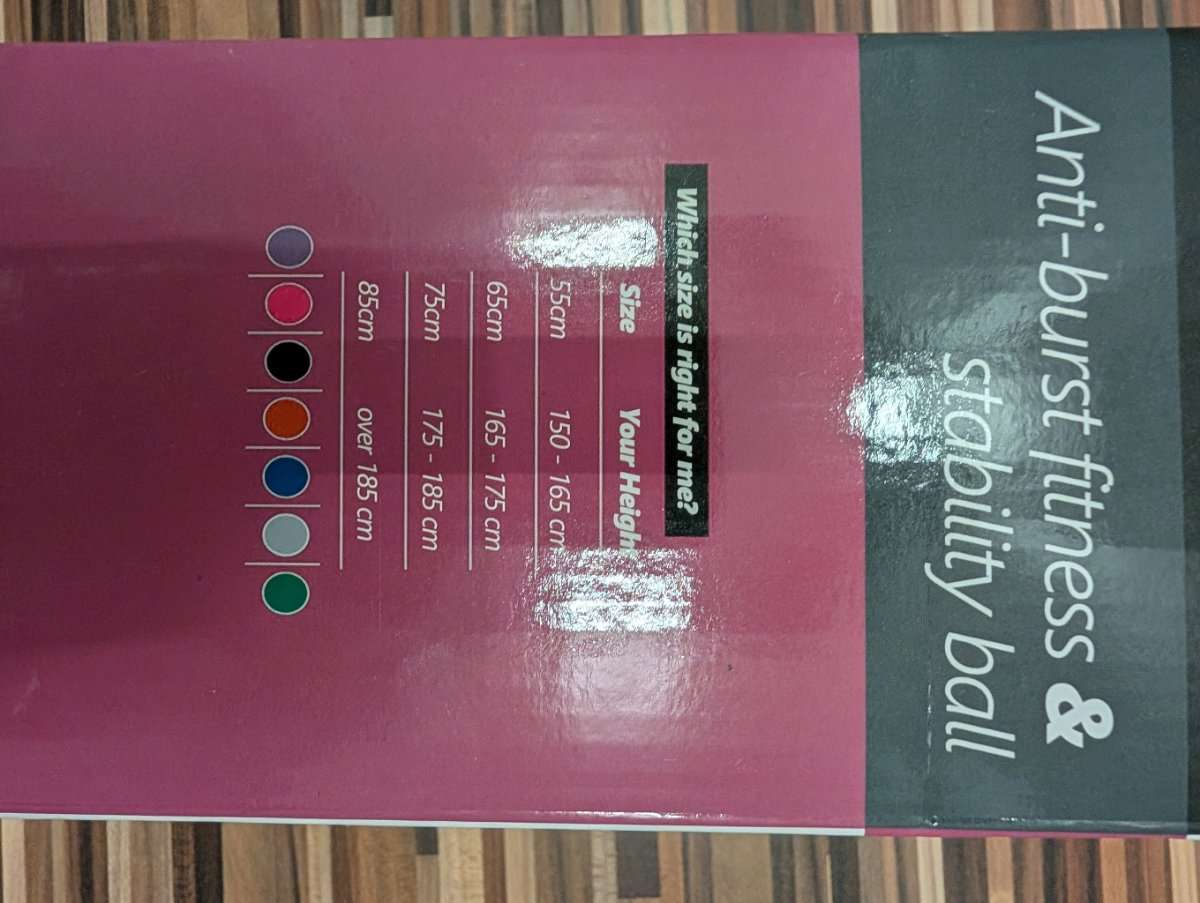 Anti-burst fitness &
stability ball
Which size is right for me?
Size Your Height
55cm 150 - 165 cm
65cm 165 - 175 cm
75cm 175 - 185 cm
85cm over 185 cm